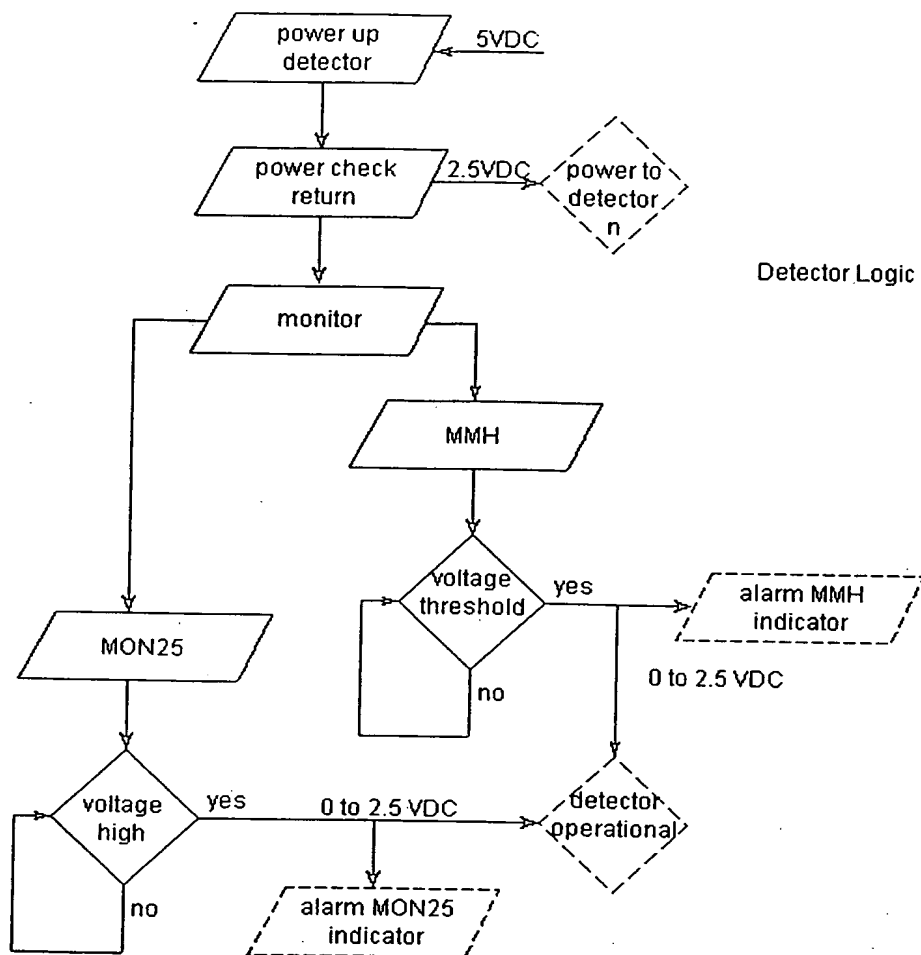 power up
detector
5VDC
power check
return
2.5VDC
power to
detector
n
Detector Logic
monitor
MMH
voltage
threshold
yes
no
alarm MMH
indicator
0 to 2.5 VDC
MON25
voltage
high
yes
no
0 to 2.5 VDC
detector
operational
alarm MON25
indicator